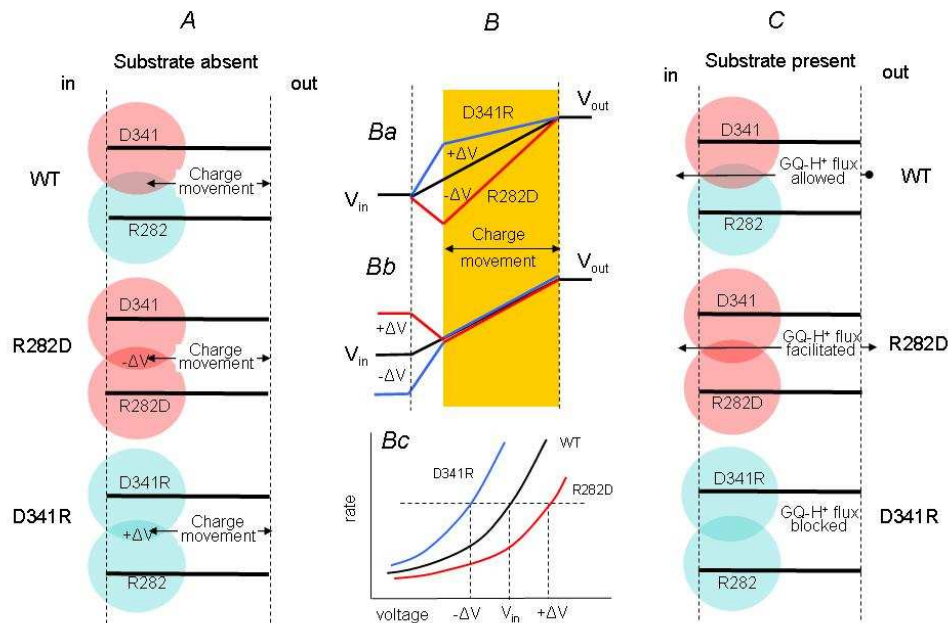 A
Substrate absent
in
out
D341
WT
Charge
movement
R282
D341
R282D
-ΔV
Charge
movement
R282D
D341R
D341R
+ΔV
Charge
movement
R282
B
Ba
D341R
V out
+ΔV
-ΔV
V in
R282D
Charge
movement
Bb
V out
+ΔV
V in
-ΔV
Bc
WT
D341R
R282D
rate
voltage
-ΔV
V in
+ΔV
C
Substrate present
in
out
D341
GQ-H⁺ flux
allowed
WT
R282
D341
GQ-H⁺ flux
facilitated
R282D
R282D
D341R
GQ-H⁺ flux
blocked
D341R
R282